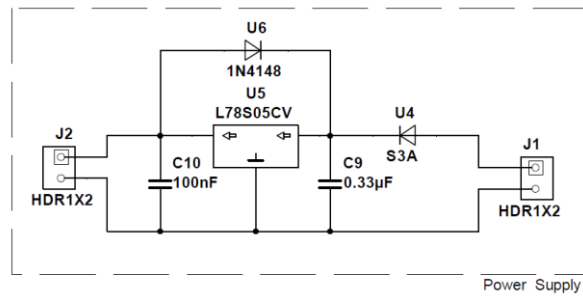 U6
1N4148
U5
L78S05CV
U4
S3A
J2
HDR1X2
C10
100nF
C9
0.33µF
J1
HDR1X2
Power Supply